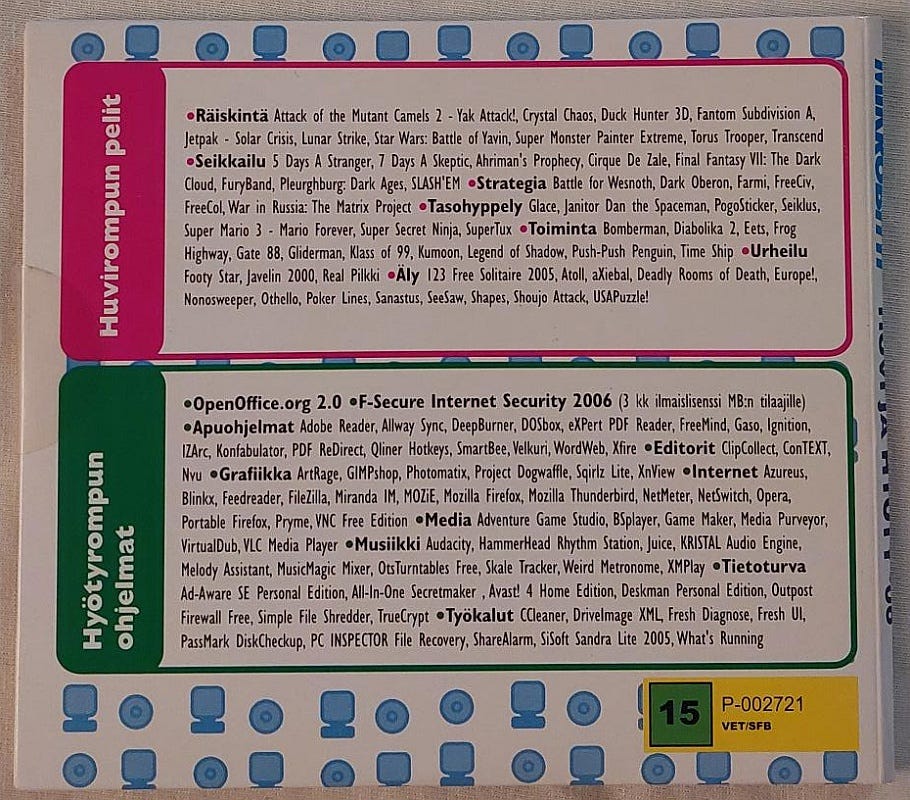 Huvirompun pelit
•Räiskintä Attack of the Mutant Camels 2 - Yak Attack!, Crystal Chaos, Duck Hunter 3D, Fantom Subdivision A,
Jetpak - Solar Crisis, Lunar Strike, Star Wars: Battle of Yavin, Super Monster Painter Extreme, Torus Trooper, Transcend
•Seikkailu 5 Days A Stranger, 7 Days A Skeptic, Ahriman's Prophecy, Cirque De Zale, Final Fantasy VII: The Dark
Cloud, FuryBand, Pleurghburg: Dark Ages, SLASH'EM •Strategia Battle for Wesnoth, Dark Oberon, Farmi, FreeCiv,
FreeCol, War in Russia: The Matrix Project •Tasohyppely Glace, Janitor Dan the Spaceman, PogoSticker, Seiklus,
Super Mario 3 - Mario Forever, Super Secret Ninja, SuperTux •Toiminta Bomberman, Diabolika 2, Eets, Frog
Highway, Gate 88, Gliderman, Klass of 99, Kumoon, Legend of Shadow, Push-Push Penguin, Time Ship •Urheilu
Footy Star, Javelin 2000, Real Pilkki •Äly 123 Free Solitaire 2005, Atoll, aXiebal, Deadly Rooms of Death, Europe!,
Nonosweeper, Othello, Poker Lines, Sanastus, SeeSaw, Shapes, Shoujo Attack, USAPuzzle!
Hyötyrompun
ohjelmat
•OpenOffice.org 2.0 •F-Secure Internet Security 2006 (3 kk ilmaislisenssi MB:n tilaajille)
•Apuohjelmat Adobe Reader, Allway Sync, DeepBurner, DOSbox, eXPert PDF Reader, FreeMind, Gaso, Ignition,
IZArc, Konfabulator, PDF ReDirect, Qliner Hotkeys, SmartBee, Velkuri, WordWeb, Xfire •Editorit ClipCollect, ConTEXT,
Nvu •Grafiikka ArtRage, GIMPshop, Photomatix, Project Dogwaffle, Sqirlz Lite, XnView •Internet Azureus,
Blinkx, Feedreader, FileZilla, Miranda IM, MOZiE, Mozilla Firefox, Mozilla Thunderbird, NetMeter, NetSwitch, Opera,
Portable Firefox, Pryme, VNC Free Edition •Media Adventure Game Studio, BSplayer, Game Maker, Media Purveyor,
VirtualDub, VLC Media Player •Musiikki Audacity, HammerHead Rhythm Station, Juice, KRISTAL Audio Engine,
Melody Assistant, MusicMagic Mixer, OtsTurntables Free, Skale Tracker, Weird Metronome, XMPlay •Tietoturva
Ad-Aware SE Personal Edition, All-In-One Secretmaker , Avast! 4 Home Edition, Deskman Personal Edition, Outpost
Firewall Free, Simple File Shredder, TrueCrypt •Työkalut CCleaner, DriveImage XML, Fresh Diagnose, Fresh UI,
PassMark DiskCheckup, PC INSPECTOR File Recovery, ShareAlarm, SiSoft Sandra Lite 2005, What's Running
15
P-002721
VET/SFB